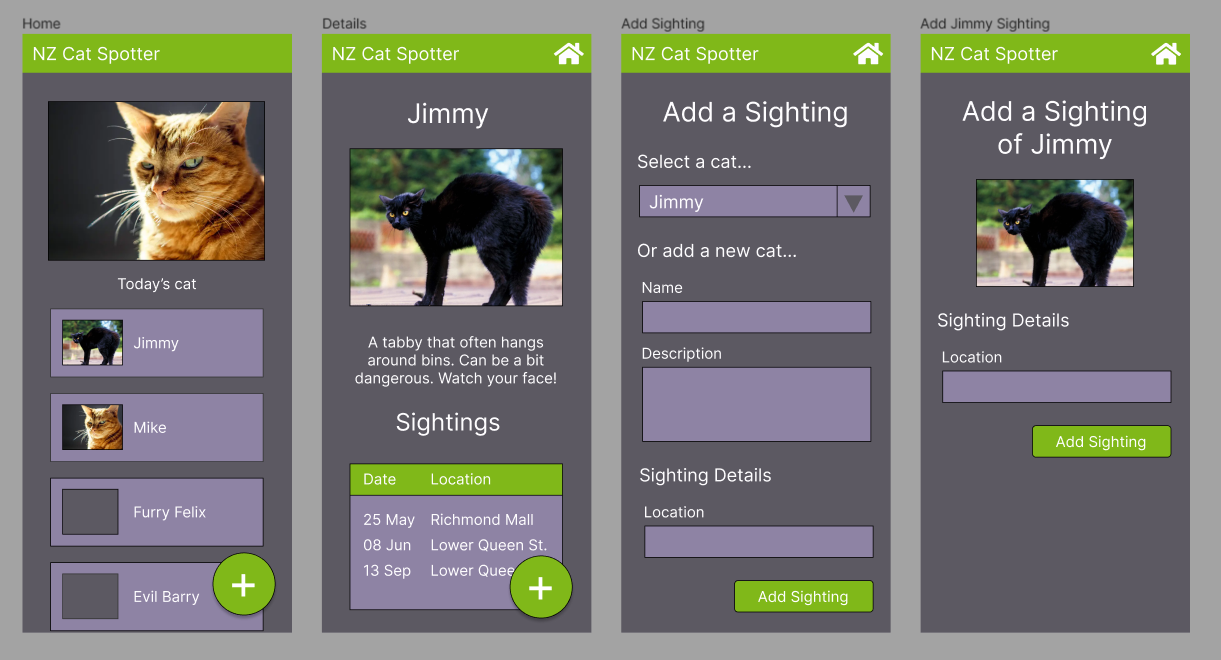 Home
NZ Cat Spotter
Today's cat
Jimmy
Mike
Furry Felix
Evil Barry
+
Details
NZ Cat Spotter
Jimmy
A tabby that often hangs
around bins. Can be a bit
dangerous. Watch your face!
Sightings
Date Location
25 May Richmond Mall
08 Jun Lower Queen St.
13 Sep Lower
+
Add Sighting
NZ Cat Spotter
Add a Sighting
Select a cat...
Jimmy
Or add a new cat...
Name
Description
Sighting Details
Location
Add Sighting
Add Jimmy Sighting
NZ Cat Spotter
Add a Sighting
of Jimmy
Sighting Details
Location
Add Sighting